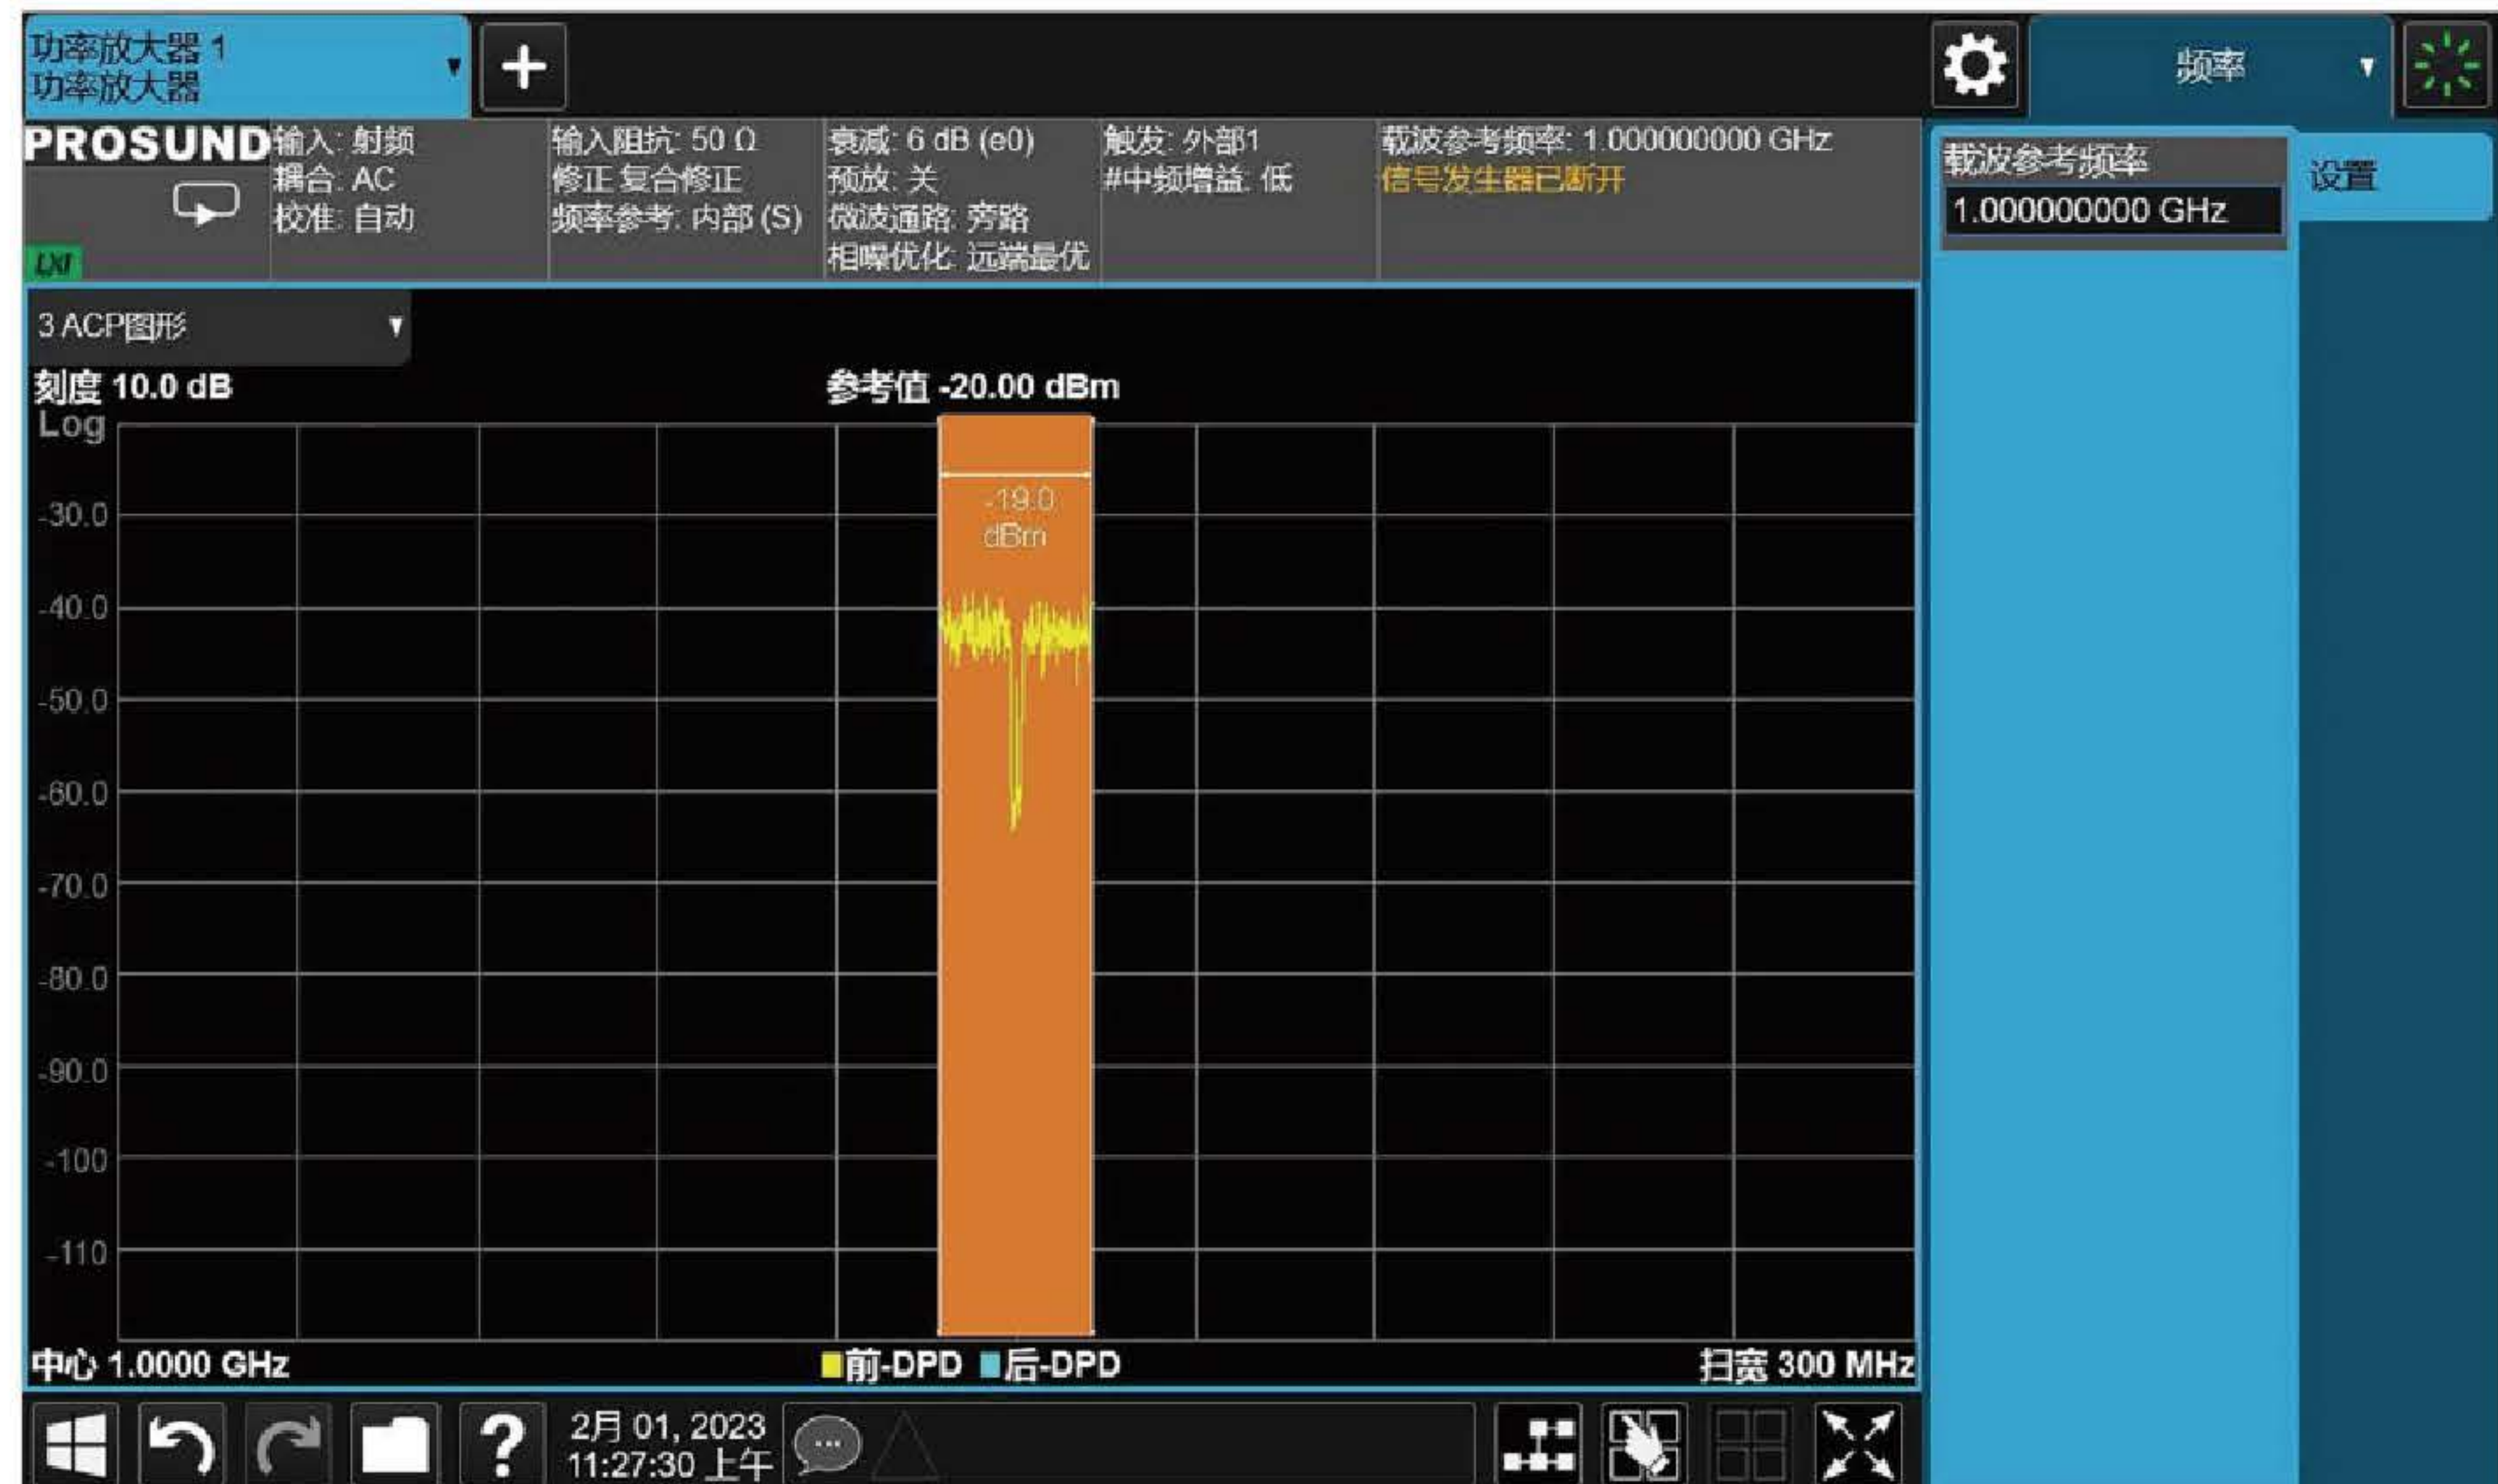 功率放大器 1
功率放大器
频率
PROSUND
LXI
输入: 射频
耦合: AC
校准: 自动
输入阻抗: 50 Ω
修正 复合修正
频率参考: 内部 (S)
衰减: 6 dB (e0)
预放: 关
微波通路: 旁路
相噪优化: 远端最优
触发: 外部1
#中频增益: 低
载波参考频率: 1.000000000 GHz
信号发生器已断开
载波参考频率
1.000000000 GHz
设置
3 ACP图形
刻度 10.0 dB
参考值 -20.00 dBm
Log
-19.0
dBm
-30.0
-40.0
-50.0
-60.0
-70.0
-80.0
-90.0
-100
-110
中心 1.0000 GHz
前-DPD 后-DPD
扫宽 300 MHz
?
2月 01, 2023
11:27:30 上午